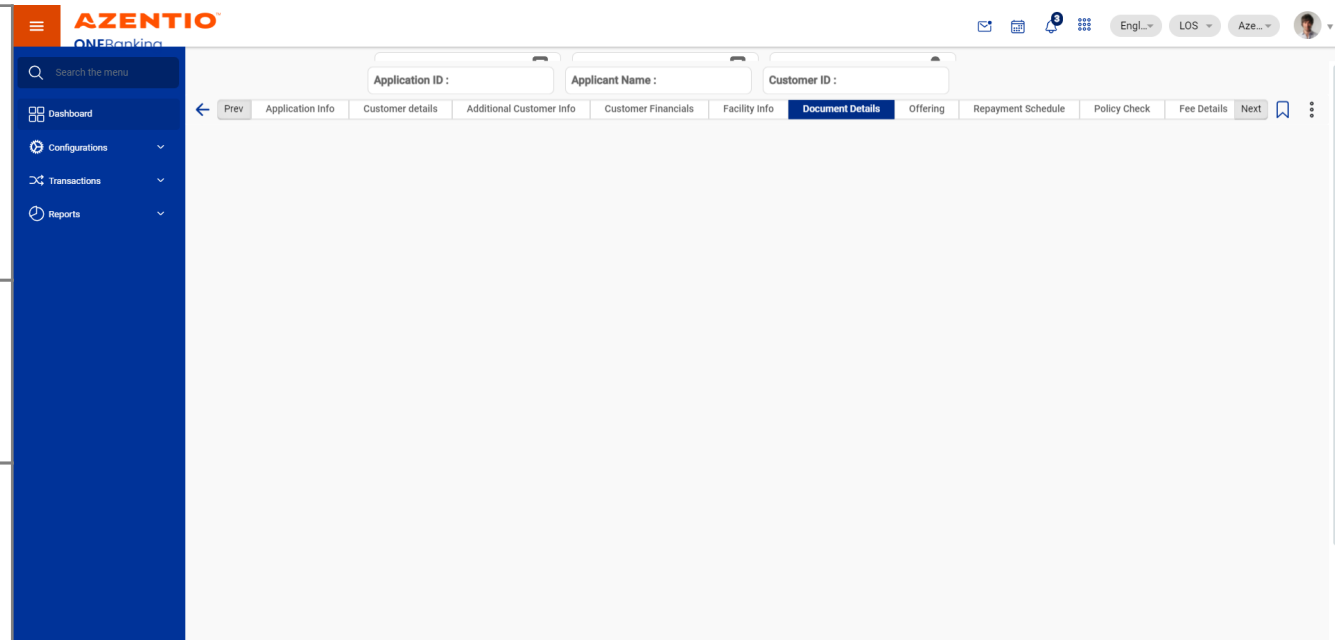 AZENTIO
ONEBanking
3
Engl...
LOS
Aze...
Search the menu
Dashboard
Configurations
Transactions
Reports
Application ID :
Applicant Name :
Customer ID :
Prev
Application Info
Customer details
Additional Customer Info
Customer Financials
Facility Info
Document Details
Offering
Repayment Schedule
Policy Check
Fee Details
Next